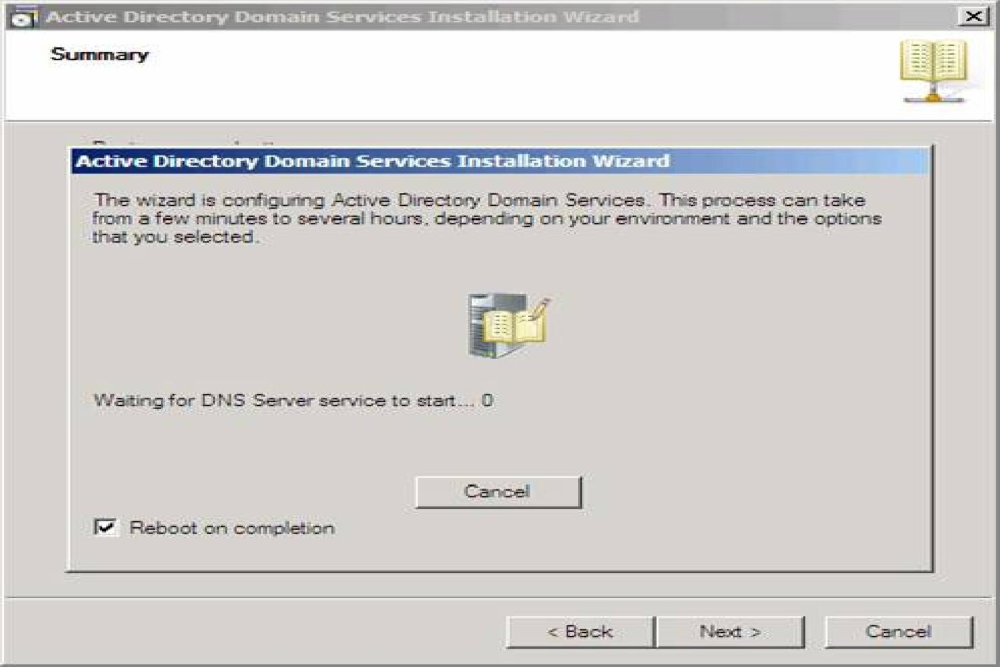 Active Directory Domain Services Installation Wizard
Summary
Active Directory Domain Services Installation Wizard
The wizard is configuring Active Directory Domain Services. This process can take
from a few minutes to several hours, depending on your environment and the options
that you selected.
Waiting for DNS Server service to start... 0
Cancel
Reboot on completion
< Back
Next >
Cancel